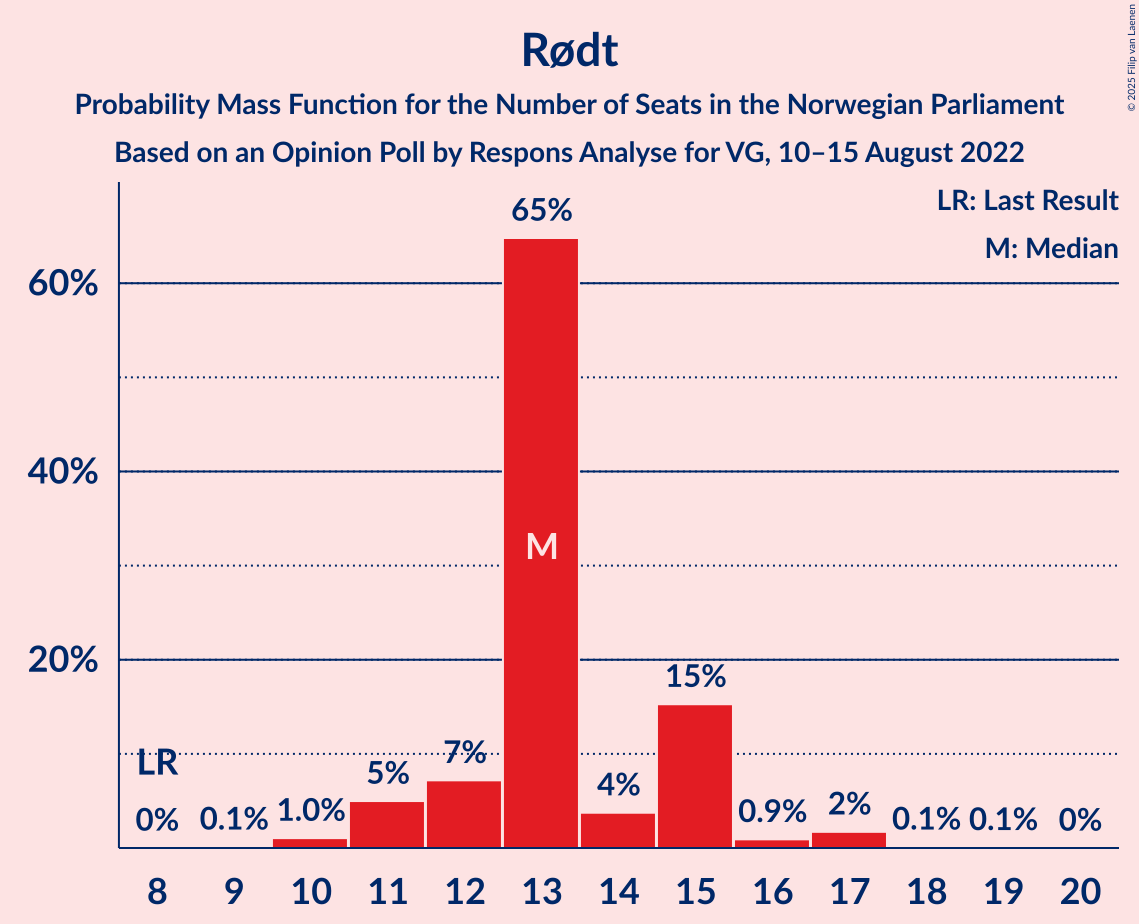 Rødt
Probability Mass Function for the Number of Seats in the Norwegian Parliament
Based on an Opinion Poll by Respons Analyse for VG, 10–15 August 2022
© 2025 Filip van Laenen
LR: Last Result
M: Median
65%
60%
40%
M
20%
15%
LR
7%
5%
4%
2%
0%
0.1%
1.0%
0.9%
0.1%
0.1%
0%
8 9 10 11 12 13 14 15 16 17 18 19 20